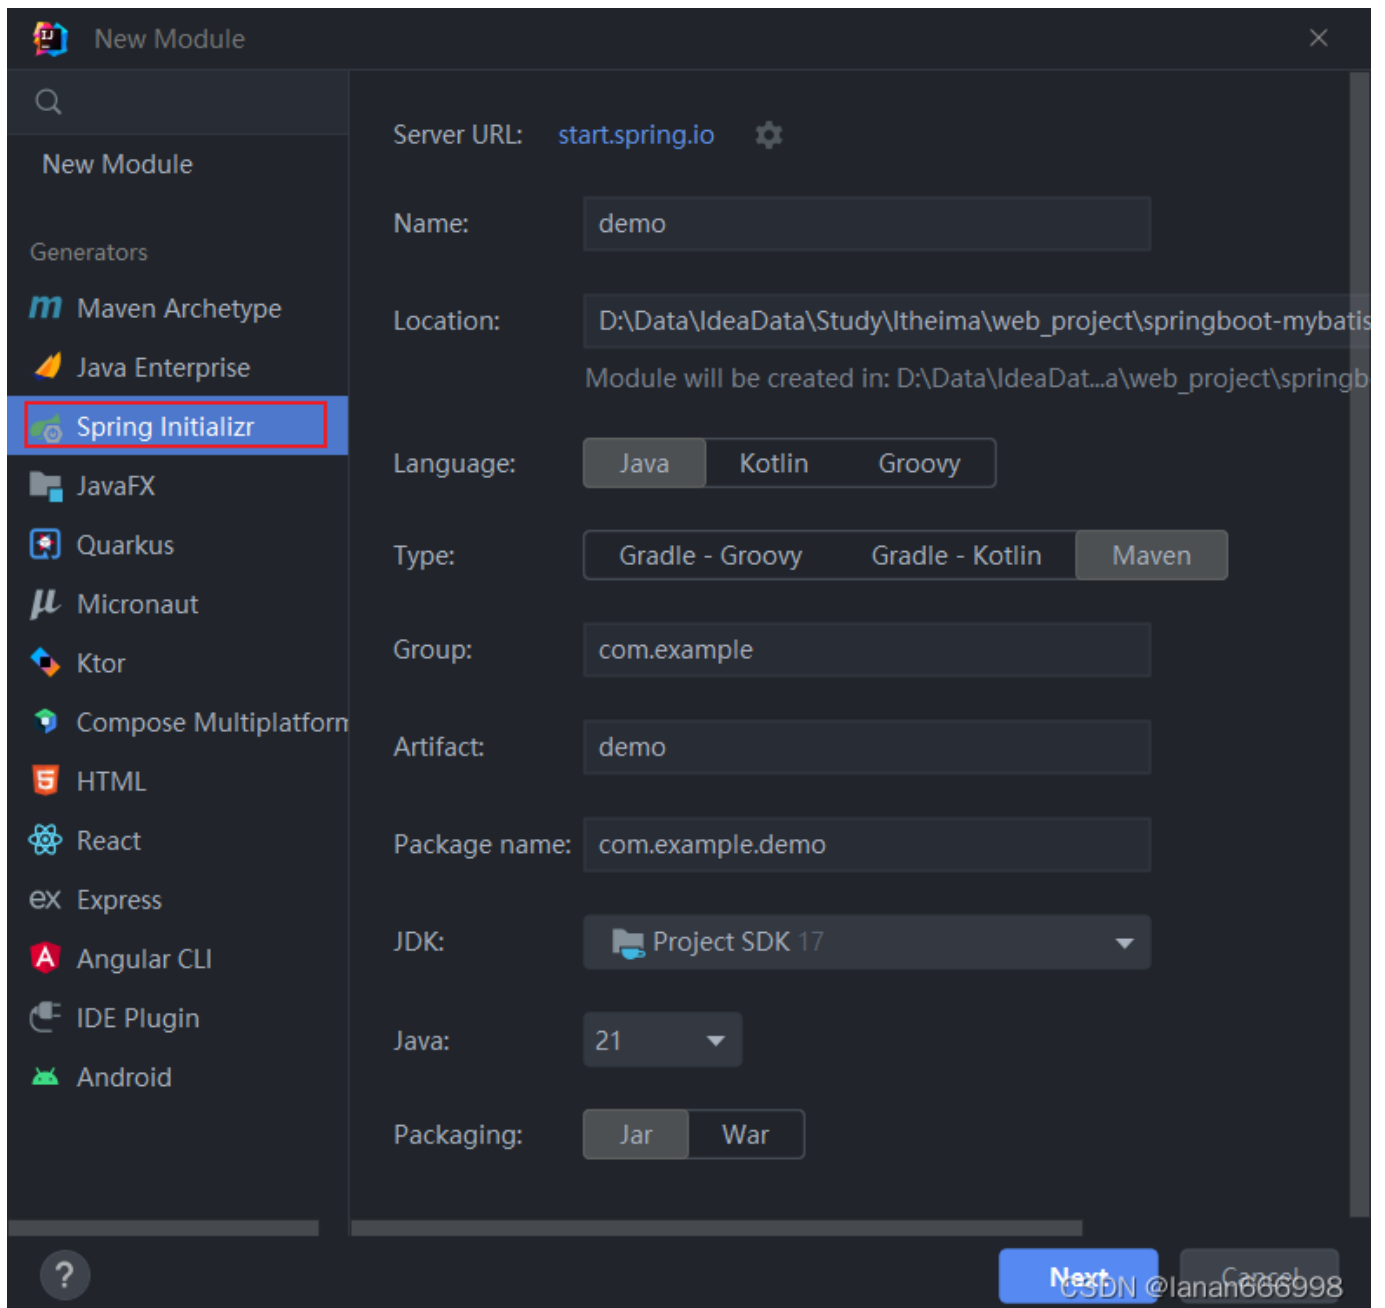 New Module
New Module
Generators
Maven Archetype
Java Enterprise
Spring Initializr
JavaFX
Quarkus
Micronaut
Ktor
Compose Multiplatform
HTML
React
Express
Angular CLI
IDE Plugin
Android
Server URL: start.spring.io
Name: demo
Location: D:\Data\IdeaData\Study\Itheima\web_project\springboot-mybatis
Module will be created in: D:\Data\IdeaDat...a\web_project\springb
Language: Java Kotlin Groovy
Type: Gradle - Groovy Gradle - Kotlin Maven
Group: com.example
Artifact: demo
Package name: com.example.demo
JDK: Project SDK 17
Java: 21
Packaging: Jar War
? Next Cancel
CSDN @lanan666998